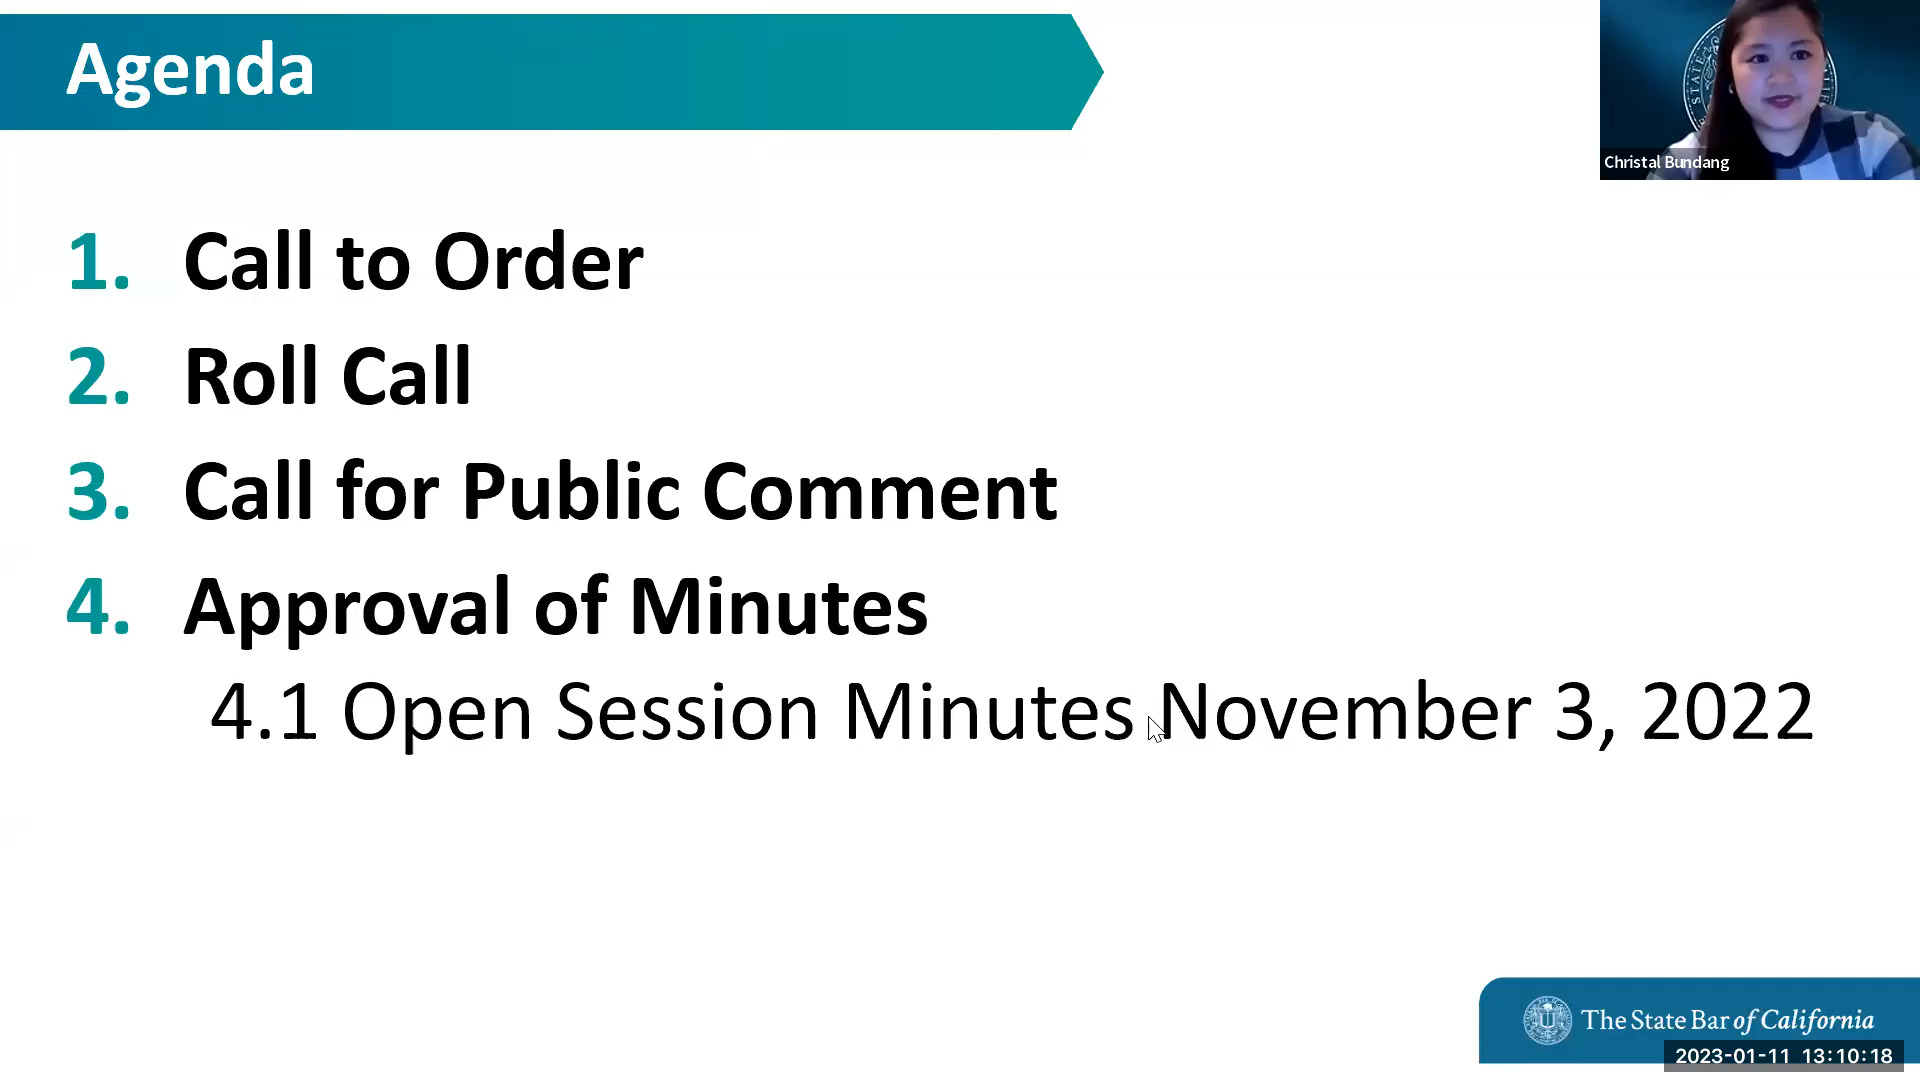 Agenda
Christal Bundang
1. Call to Order
2. Roll Call
3. Call for Public Comment
4. Approval of Minutes
4.1 Open Session Minutes November 3, 2022
The State Bar of California
2023-01-11 13:10:18